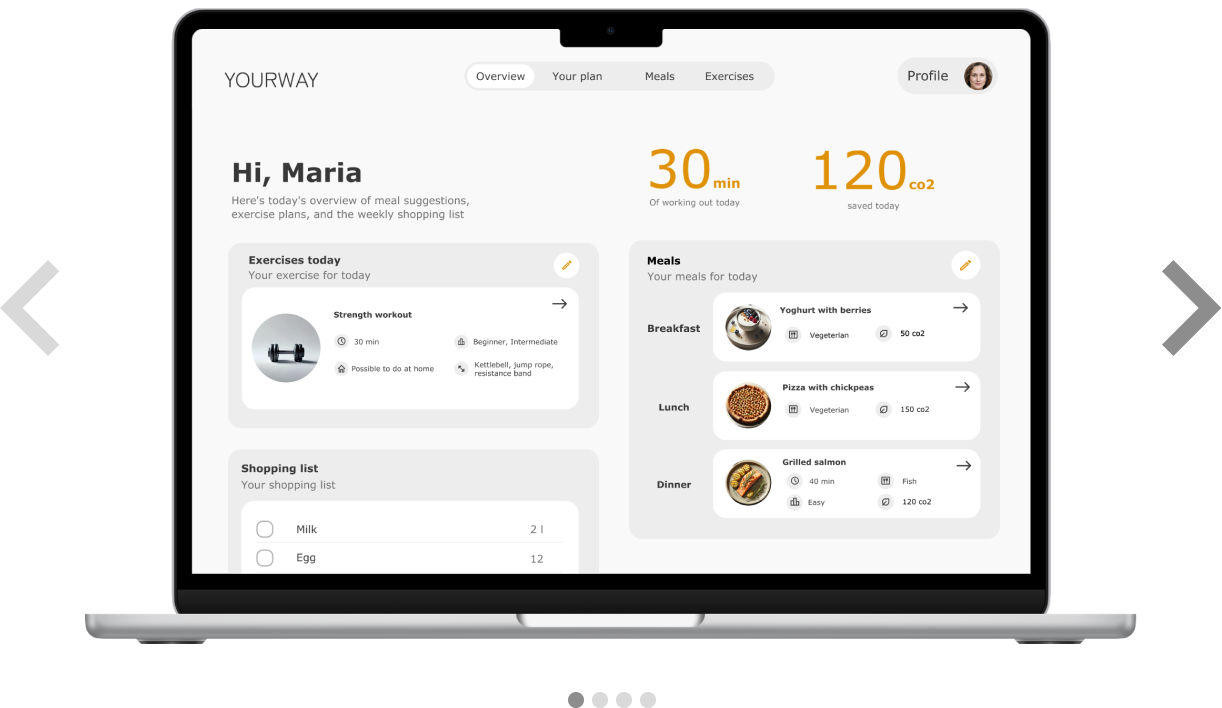 YOURWAY
Overview
Your plan
Meals
Exercises
Profile
Hi, Maria
Here's today's overview of meal suggestions,
exercise plans, and the weekly shopping list
30 min
Of working out today
120 co2
saved today
Exercises today
Your exercise for today
Strength workout
30 min
Beginner, Intermediate
Possible to do at home
Kettlebell, jump rope,
resistance band
Shopping list
Your shopping list
Milk
2 l
Egg
12
Meals
Your meals for today
Breakfast
Yoghurt with berries
Vegeterian
50 co2
Lunch
Pizza with chickpeas
Vegeterian
150 co2
Dinner
Grilled salmon
40 min
Fish
Easy
120 co2